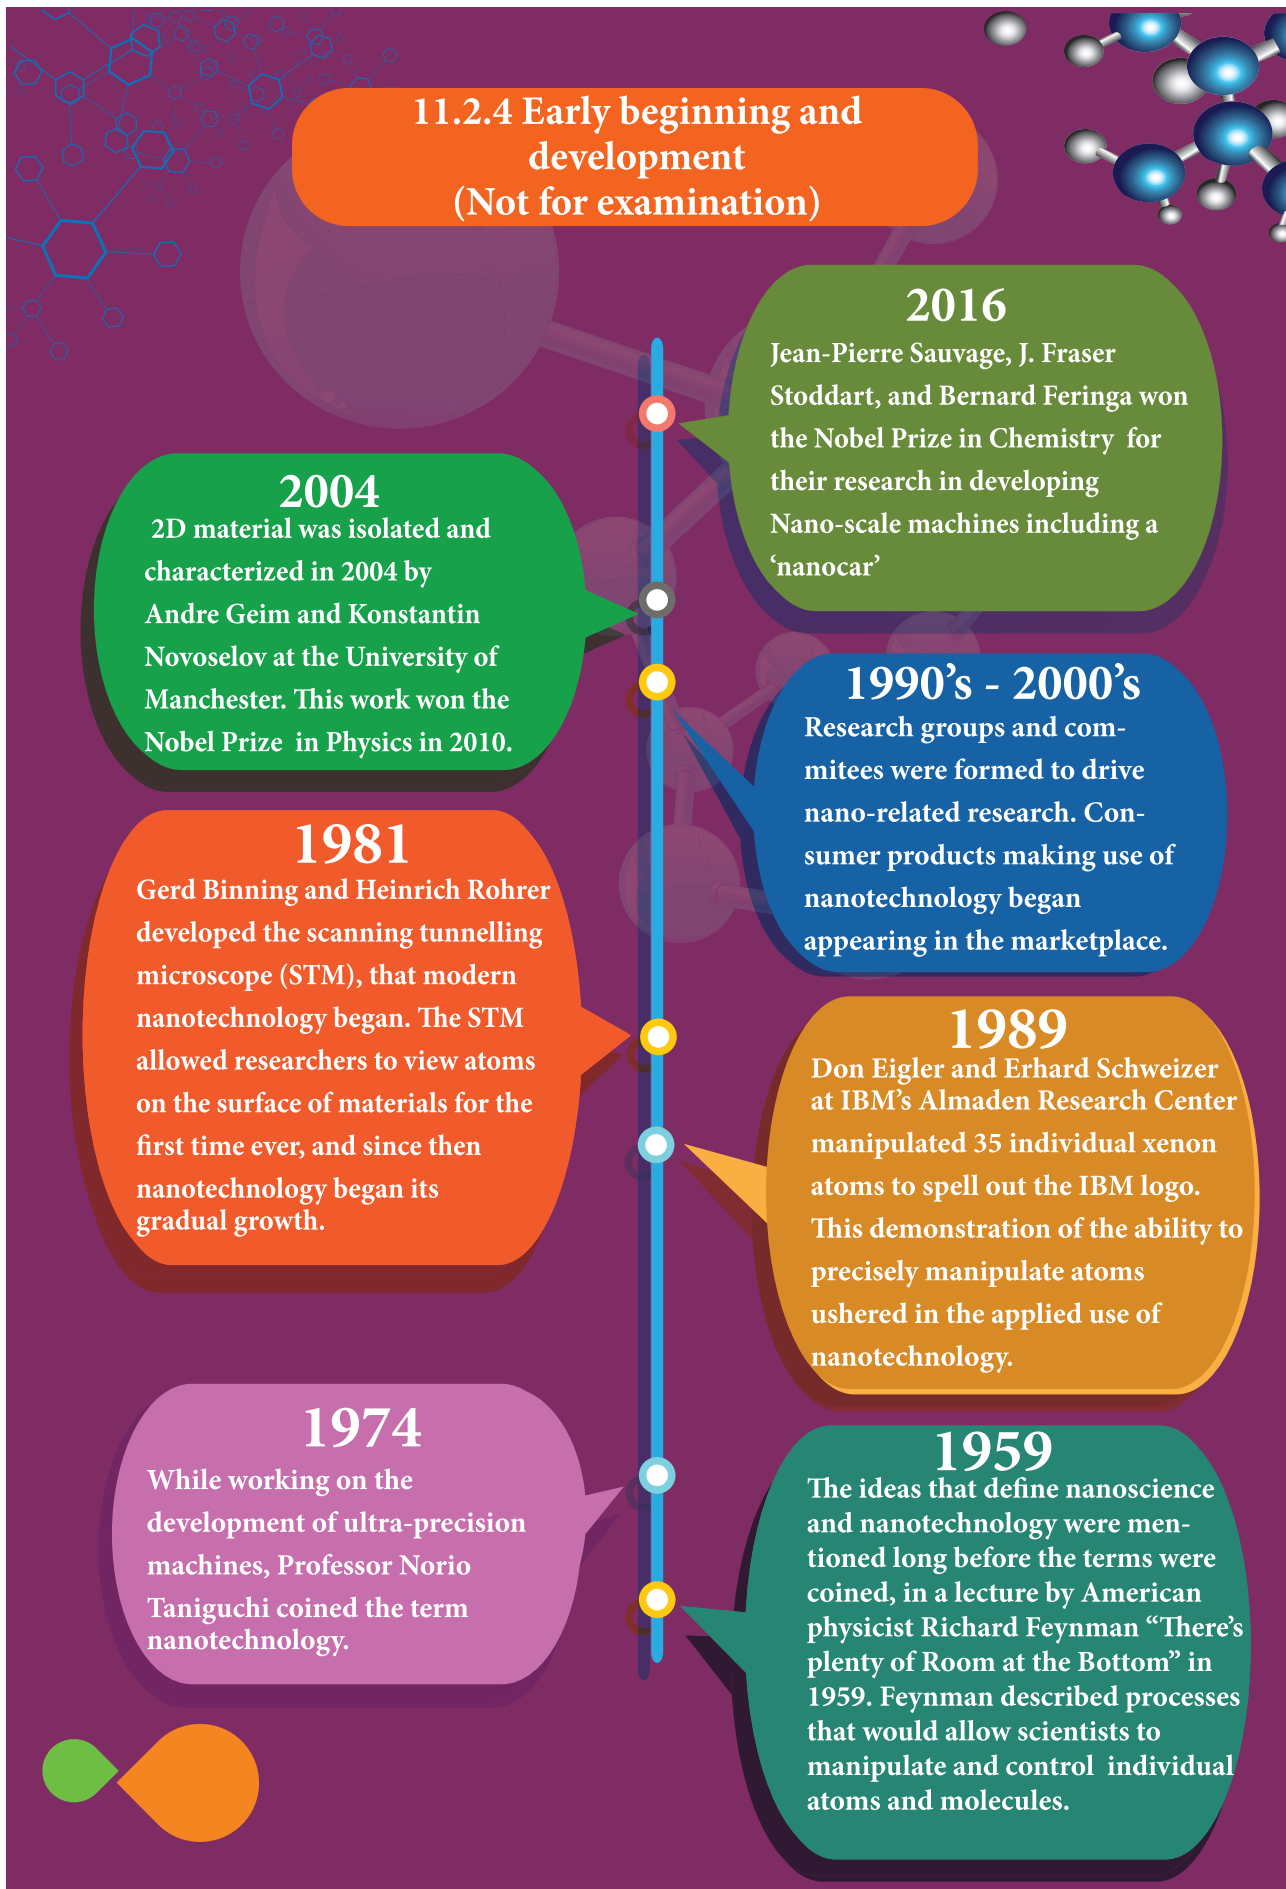 11.2.4 Early beginning and
development
(Not for examination)
2016
Jean-Pierre Sauvage, J. Fraser
Stoddart, and Bernard Feringa won
the Nobel Prize in Chemistry for
their research in developing
Nano-scale machines including a
‘nanocar’
2004
2D material was isolated and
characterized in 2004 by
Andre Geim and Konstantin
Novoselov at the University of
Manchester. This work won the
Nobel Prize in Physics in 2010.
1990’s - 2000’s
Research groups and com-
mitees were formed to drive
nano-related research. Con-
sumer products making use of
nanotechnology began
appearing in the marketplace.
1981
Gerd Binning and Heinrich Rohrer
developed the scanning tunnelling
microscope (STM), that modern
nanotechnology began. The STM
allowed researchers to view atoms
on the surface of materials for the
first time ever, and since then
nanotechnology began its
gradual growth.
1989
Don Eigler and Erhard Schweizer
at IBM’s Almaden Research Center
manipulated 35 individual xenon
atoms to spell out the IBM logo.
This demonstration of the ability to
precisely manipulate atoms
ushered in the applied use of
nanotechnology.
1974
While working on the
development of ultra-precision
machines, Professor Norio
Taniguchi coined the term
nanotechnology.
1959
The ideas that define nanoscience
and nanotechnology were men-
tioned long before the terms were
coined, in a lecture by American
physicist Richard Feynman “There’s
plenty of Room at the Bottom” in
1959. Feynman described processes
that would allow scientists to
manipulate and control individual
atoms and molecules.